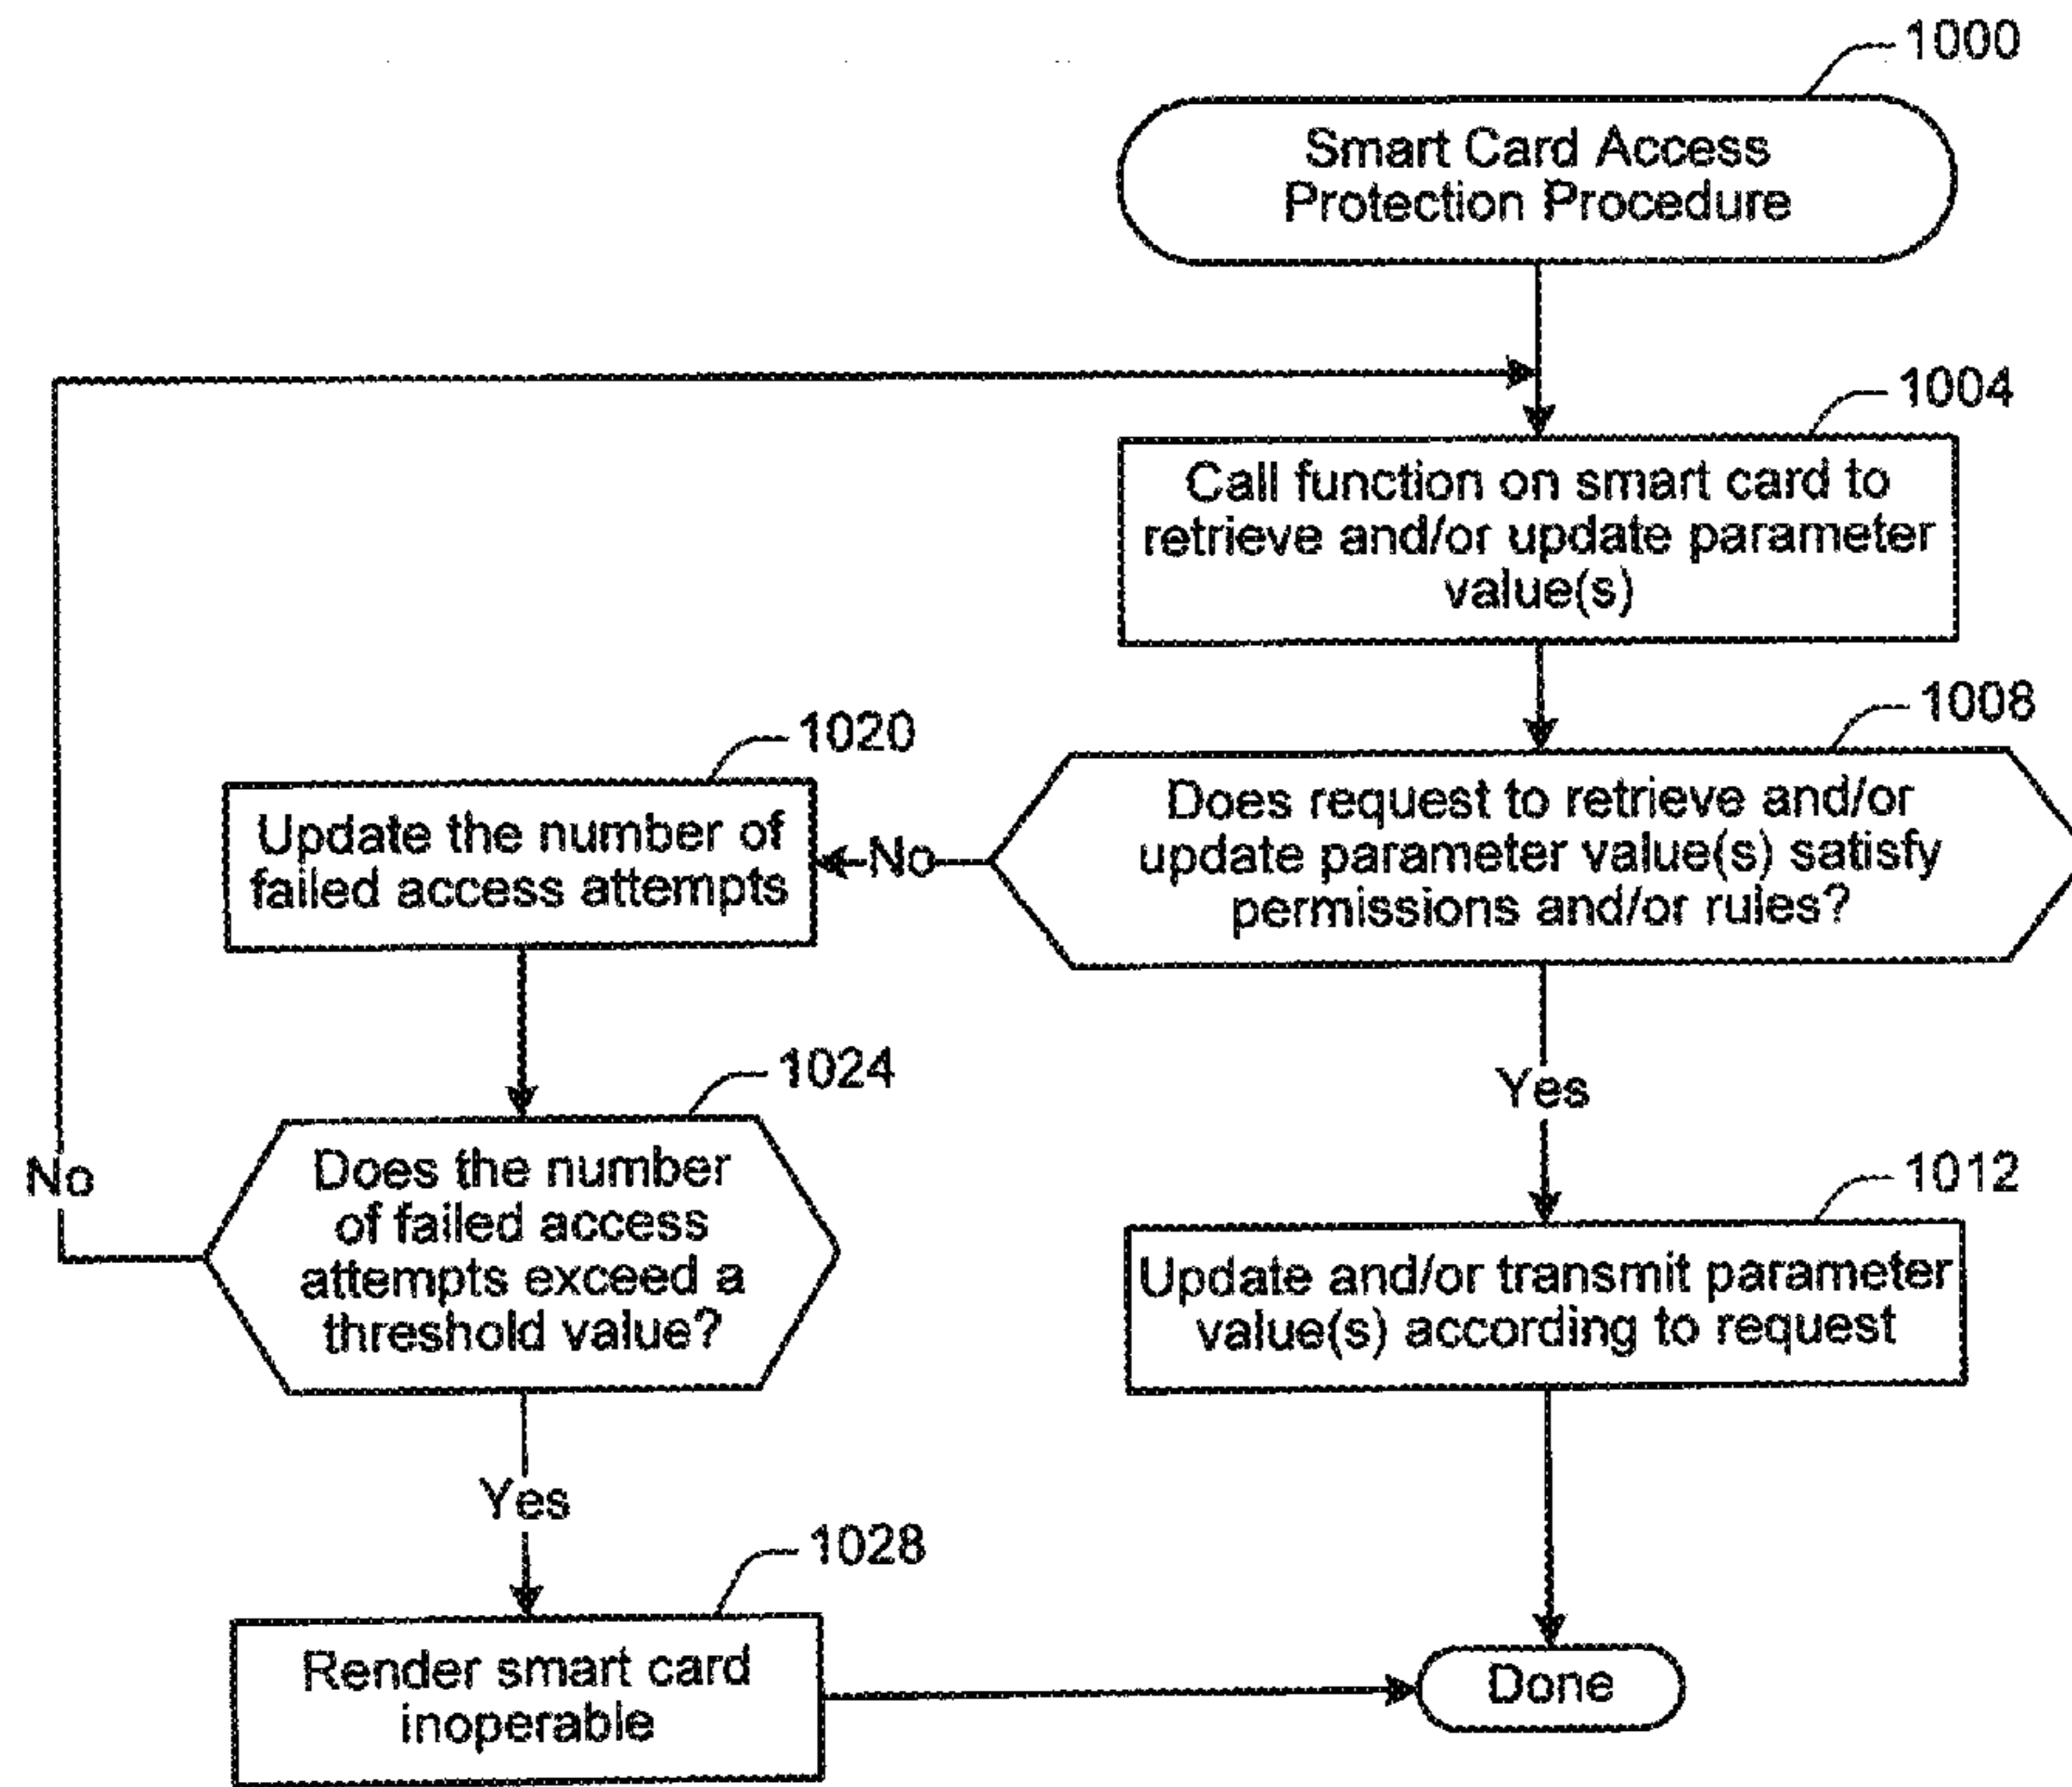 1000
Smart Card Access
Protection Procedure
1004
Call function on smart card to
retrieve and/or update parameter
value(s)
1008
Does request to retrieve and/or
update parameter value(s) satisfy
permissions and/or rules?
No
1020
Update the number of
failed access attempts
Yes
1024
Does the number
of failed access
attempts exceed a
threshold value?
No
1012
Update and/or transmit parameter
value(s) according to request
Yes
1028
Render smart card
inoperable
Done